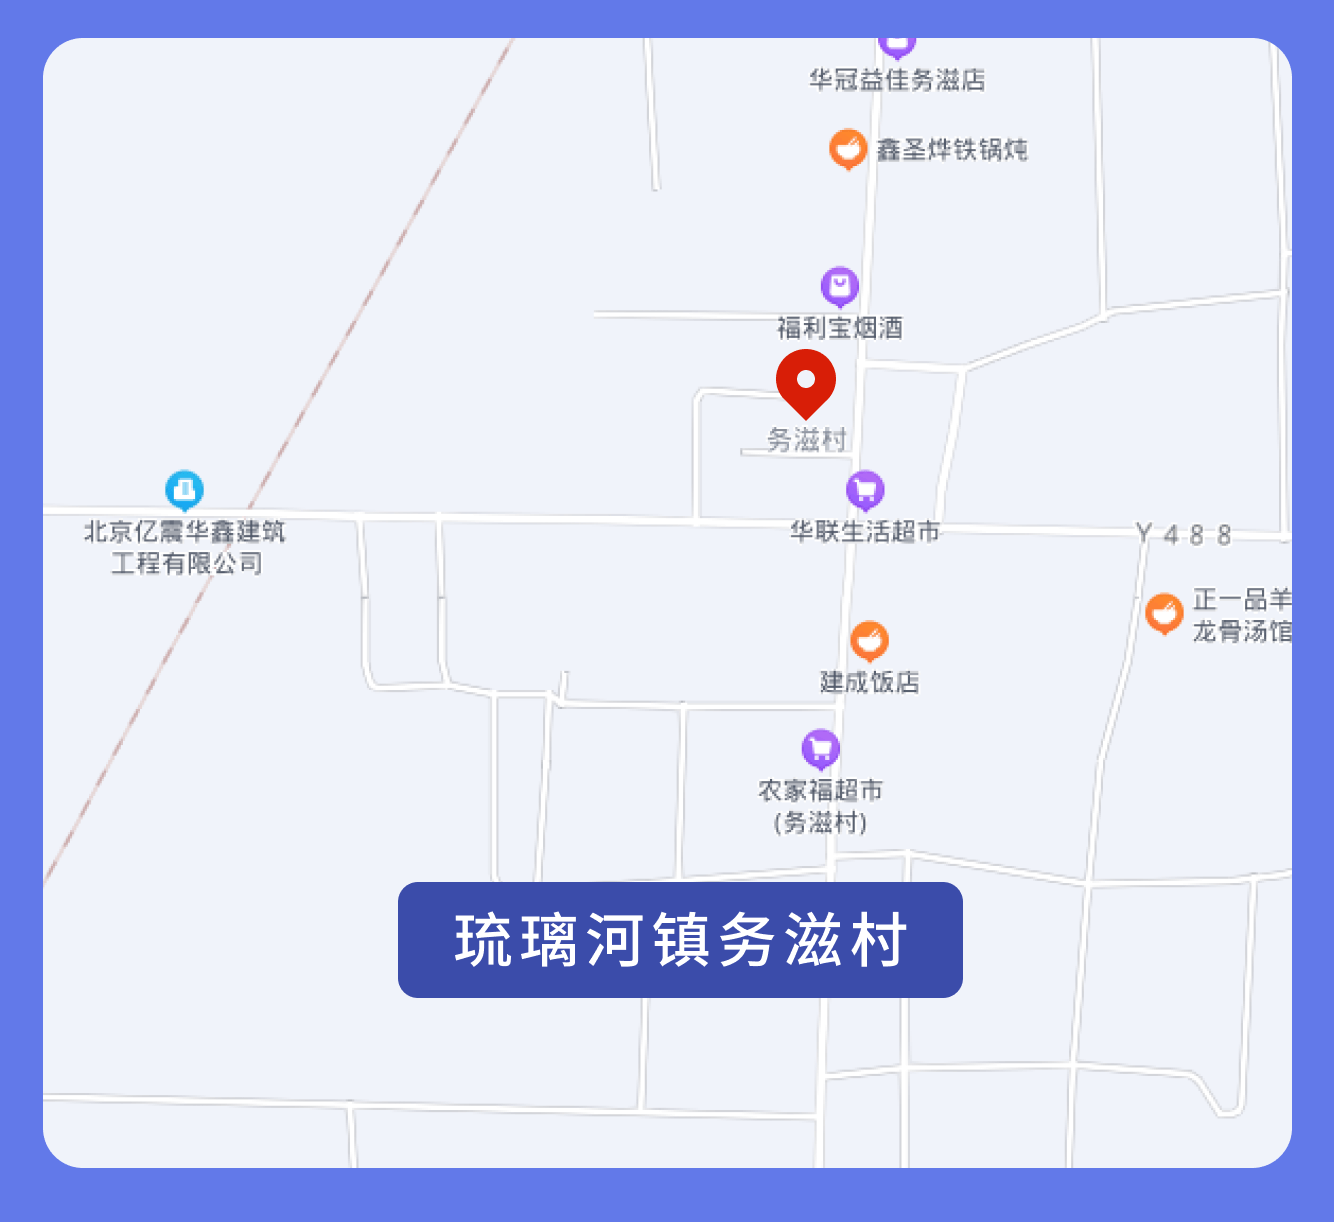 华冠益佳务滋店
鑫圣烨铁锅炖
福利宝烟酒
务滋村
北京亿震华鑫建筑
工程有限公司
华联生活超市
Y488
正一品羊
龙骨汤馆
建成饭店
农家福超市
(务滋村)
琉璃河镇务滋村